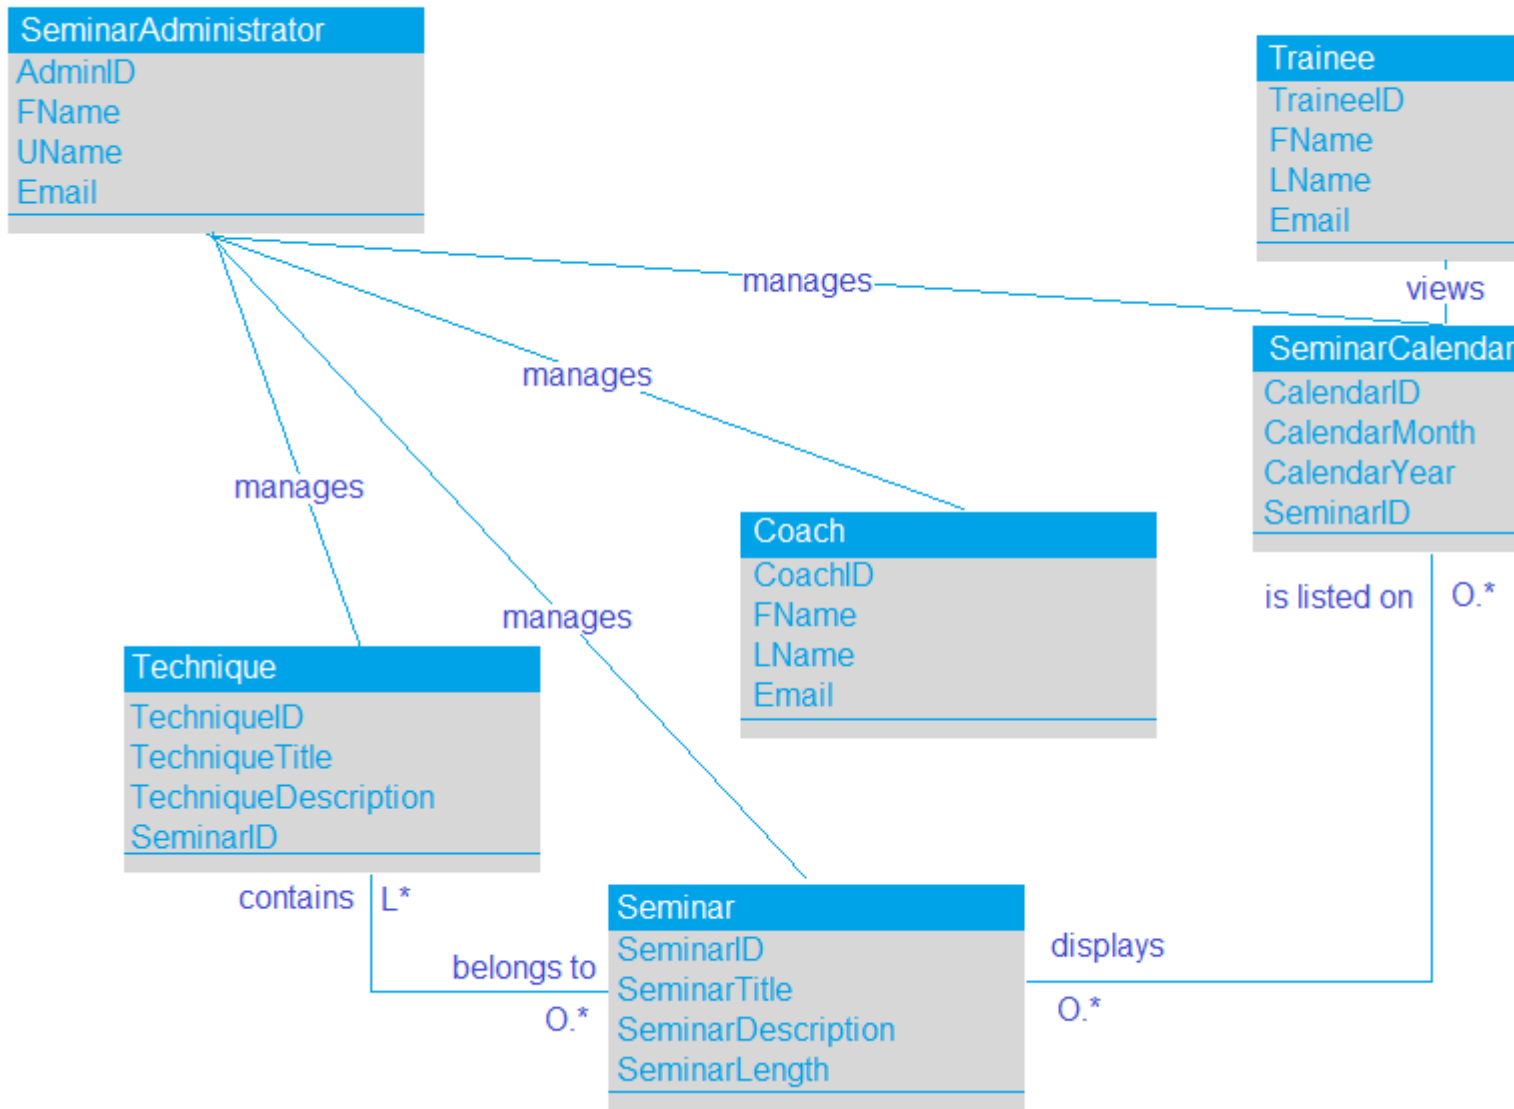 SeminarAdministrator
AdminID
FName
UName
Email
Trainee
TraineeID
FName
LName
Email
manages
views
manages
SeminarCalendar
CalendarID
CalendarMonth
CalendarYear
SeminarID
manages
Coach
CoachID
FName
LName
Email
is listed on
O.*
manages
Technique
TechniqueID
TechniqueTitle
TechniqueDescription
SeminarID
contains
L*
belongs to
O.*
Seminar
SeminarID
SeminarTitle
SeminarDescription
SeminarLength
displays
O.*